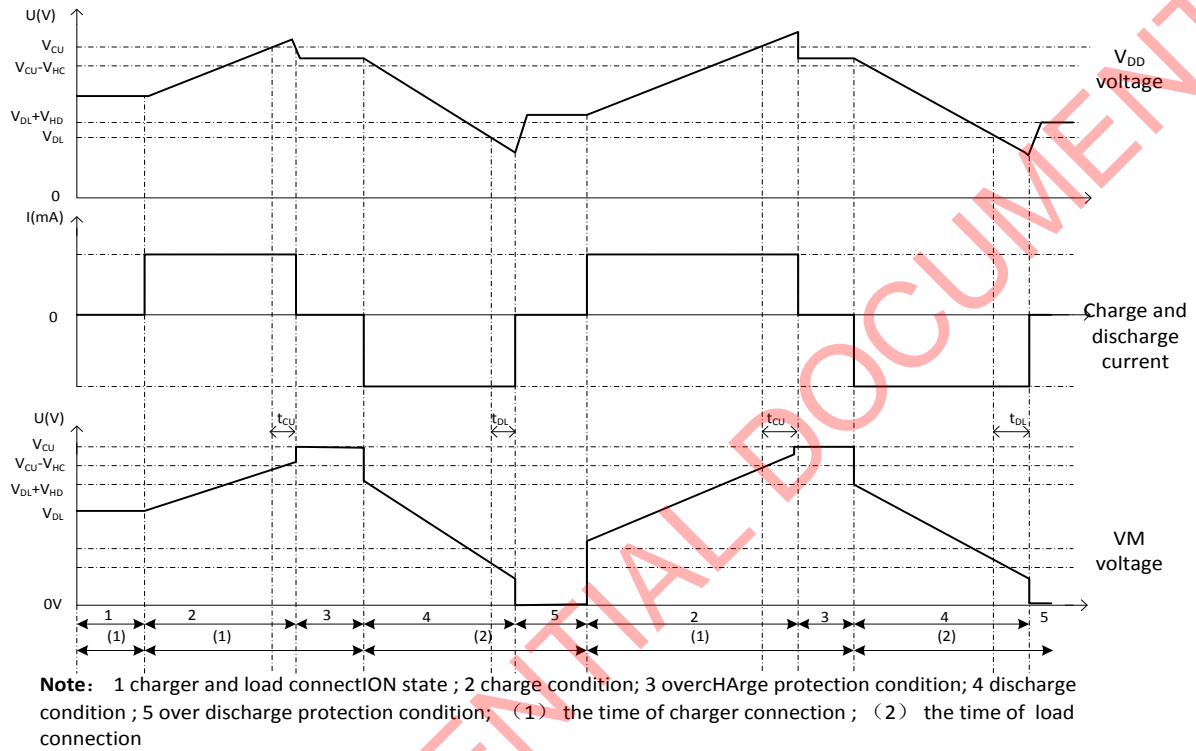 U(V)
VCU
VCU-VHC
VDL+VHD
VDL
0
VDD
voltage
I(mA)
0
Charge and
discharge
current
U(V)
tCU
tDL
tCU
tDL
VCU
VCU-VHC
VDL+VHD
VDL
0V
VM
voltage
1 2 3 4 5 2 3 4 5
(1) (1) (2) (1) (2)
Note： 1 charger and load connectION state ; 2 charge condition; 3 overcHArge protection condition; 4 discharge
condition ; 5 over discharge protection condition; （1） the time of charger connection ; （2） the time of load
connection
ENTIAL DOCUMENT